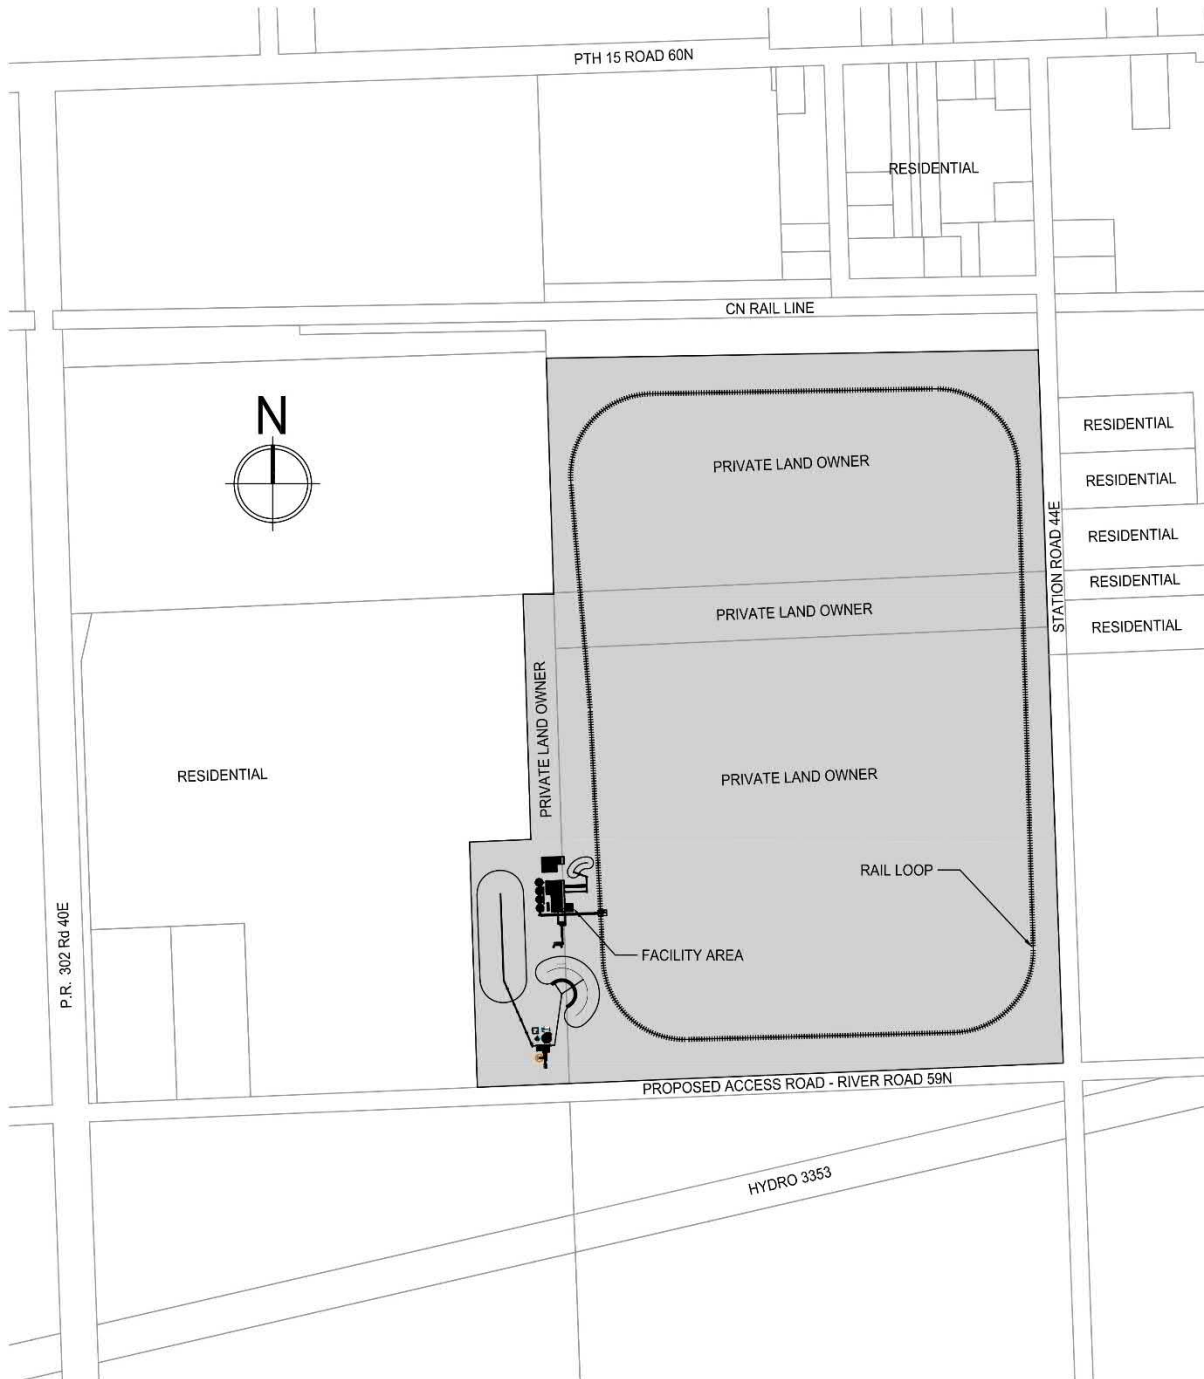 PTH 15 ROAD 60N
RESIDENTIAL
CN RAIL LINE
N
PRIVATE LAND OWNER
RESIDENTIAL
RESIDENTIAL
RESIDENTIAL
RESIDENTIAL
RESIDENTIAL
STATION ROAD 44E
PRIVATE LAND OWNER
PRIVATE LAND OWNER
RESIDENTIAL
PRIVATE LAND OWNER
RAIL LOOP
P.R. 302 Rd 40E
FACILITY AREA
PROPOSED ACCESS ROAD - RIVER ROAD 59N
HYDRO 3353